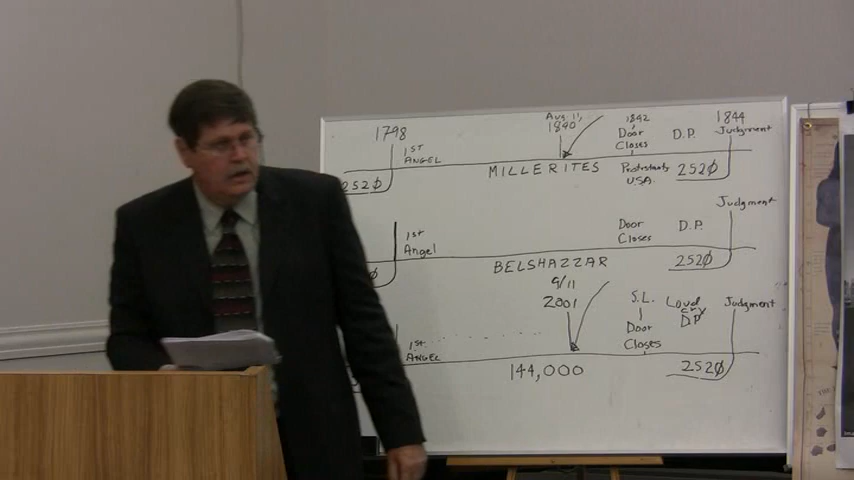 1798
1ST
ANGEL
2520
Aug 11,
1840
1842
Door
Closes
D.P.
1844
Judgment
MILLERITES
Protestants
USA.
2520
1st
Angel
Door
Closes
D.P.
Judgment
BELSHAZZAR
2520
9/11
2001
S.L.
Door
Closes
Loud
cry
DP
Judgment
1st
ANGEL
144,000
2520